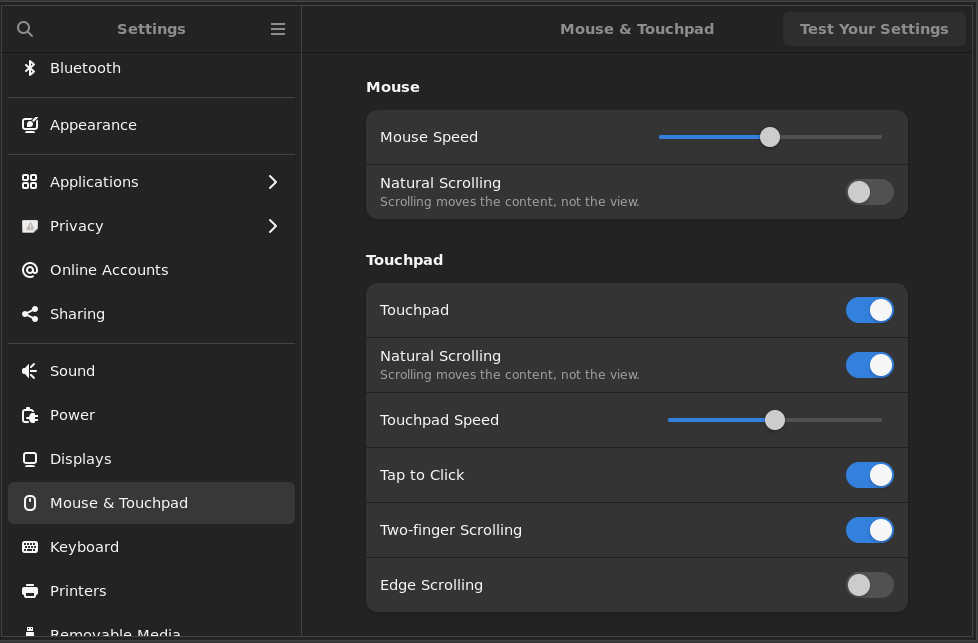 Settings
Mouse & Touchpad
Test Your Settings
Bluetooth
Appearance
Applications
Privacy
Online Accounts
Sharing
Sound
Power
Displays
Mouse & Touchpad
Keyboard
Printers
Removable Media
Mouse
Mouse Speed
Natural Scrolling
Scrolling moves the content, not the view.
Touchpad
Touchpad
Natural Scrolling
Scrolling moves the content, not the view.
Touchpad Speed
Tap to Click
Two-finger Scrolling
Edge Scrolling